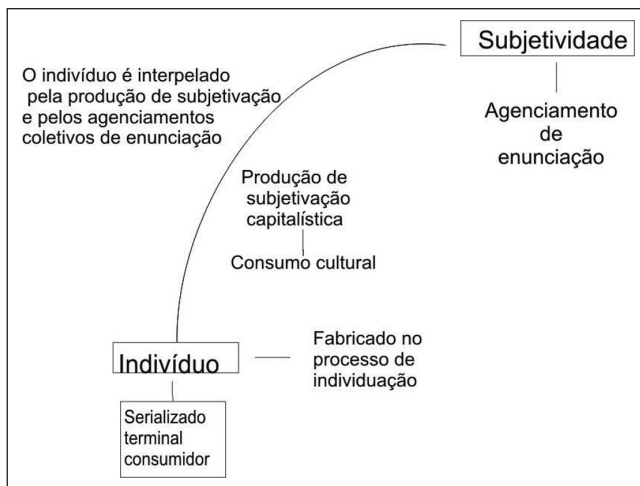 Subjetividade
O indivíduo é interpelado
pela produção de subjetivação
e pelos agenciamentos
coletivos de enunciação
Agenciamento
de
enunciação
Produção de
subjetivação
capitalística
Consumo cultural
Indivíduo
Fabricado no
processo de
individuação
Serializado
terminal
consumidor